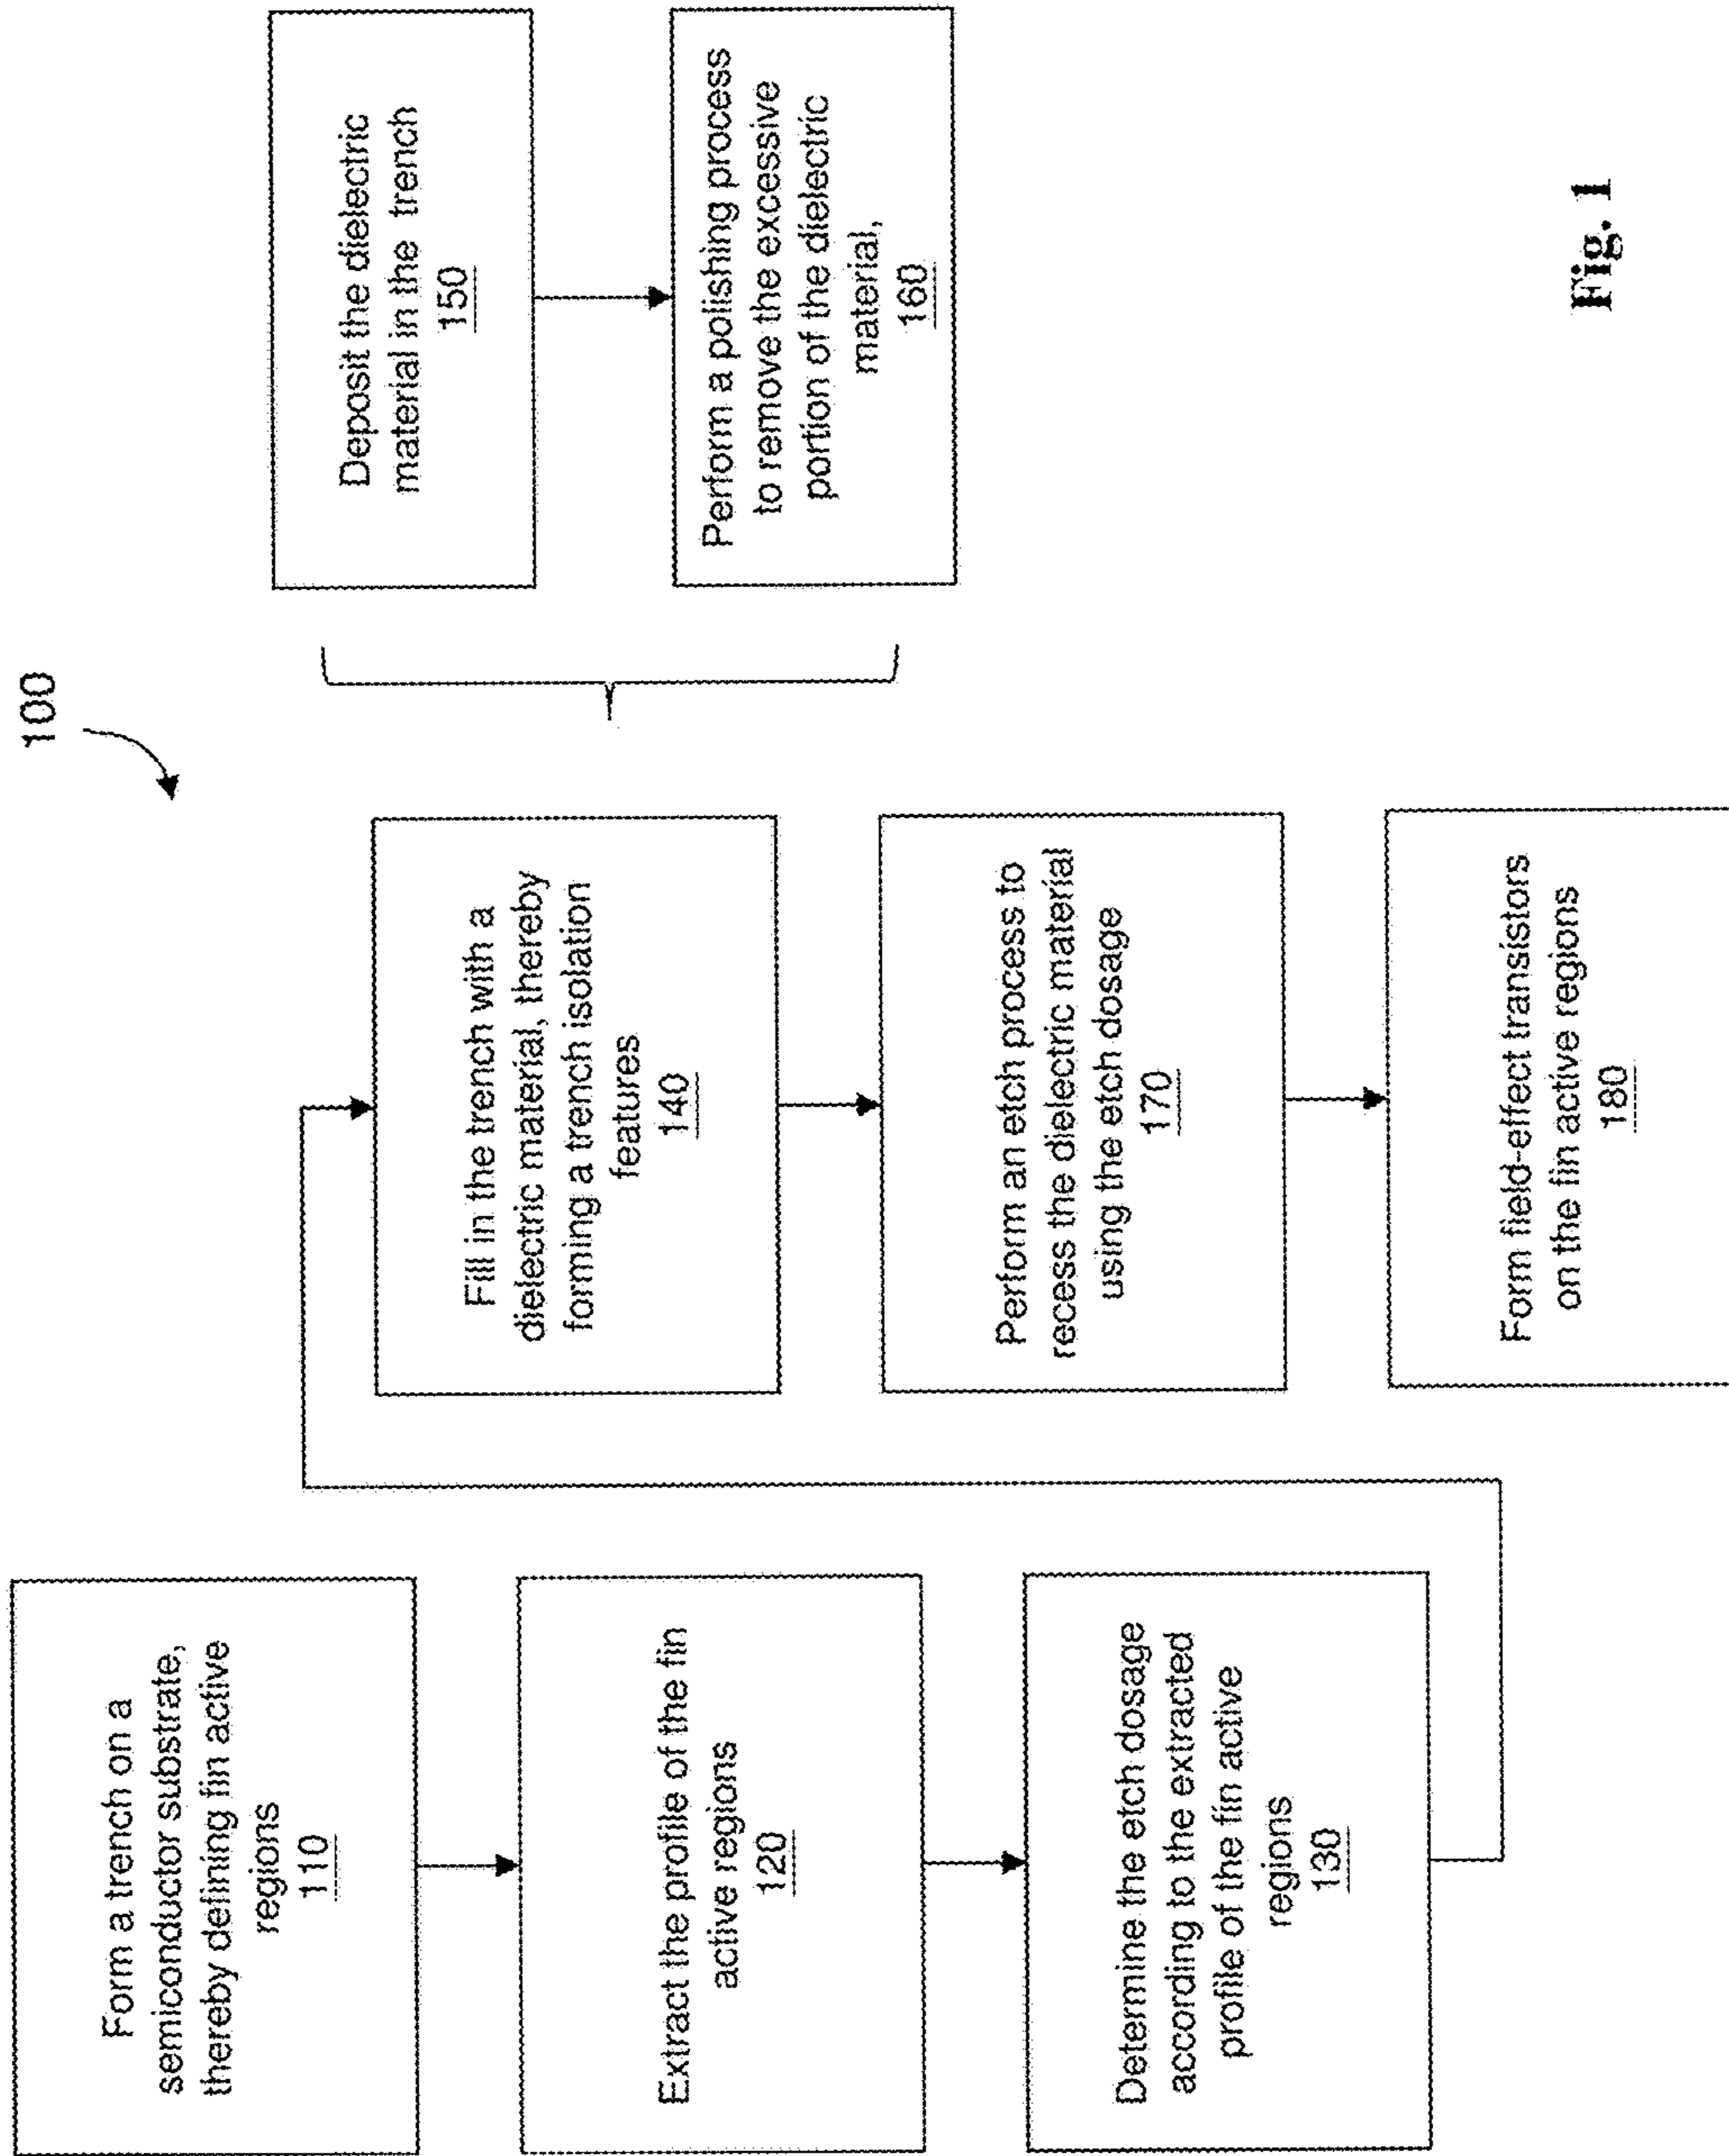 100
Form a trench on a
semiconductor substrate,
thereby defining fin active
regions
110
Extract the profile of the fin
active regions
120
Determine the etch dosage
according to the extracted
profile of the fin active
regions
130
Fill in the trench with a
dielectric material, thereby
forming a trench isolation
features
140
Perform an etch process to
recess the dielectric material
using the etch dosage
170
Form field-effect transistors
on the fin active regions
180
Deposit the dielectric
material in the trench
150
Perform a polishing process
to remove the excessive
portion of the dielectric
material,
160
Fig. 1